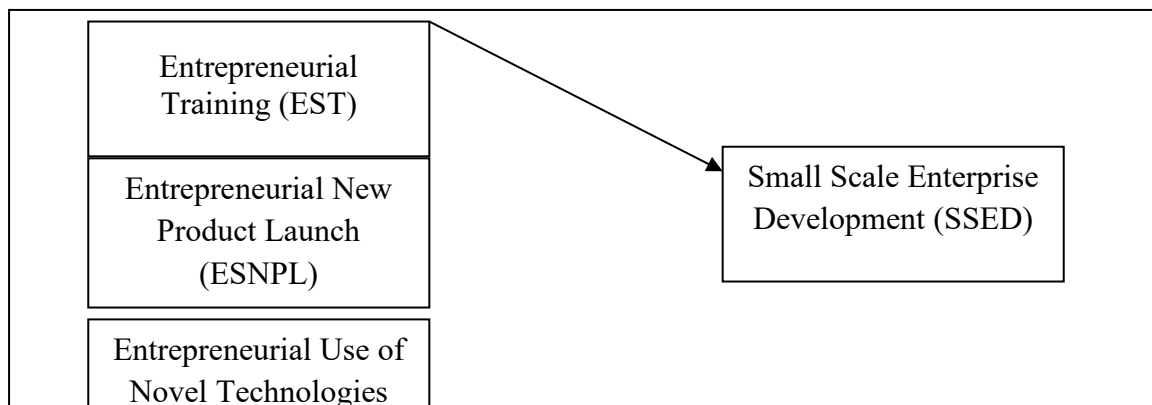 Entrepreneurial
Training (EST)
Entrepreneurial New
Product Launch
(ESNPL)
Entrepreneurial Use of
Novel Technologies
Small Scale Enterprise
Development (SSED)